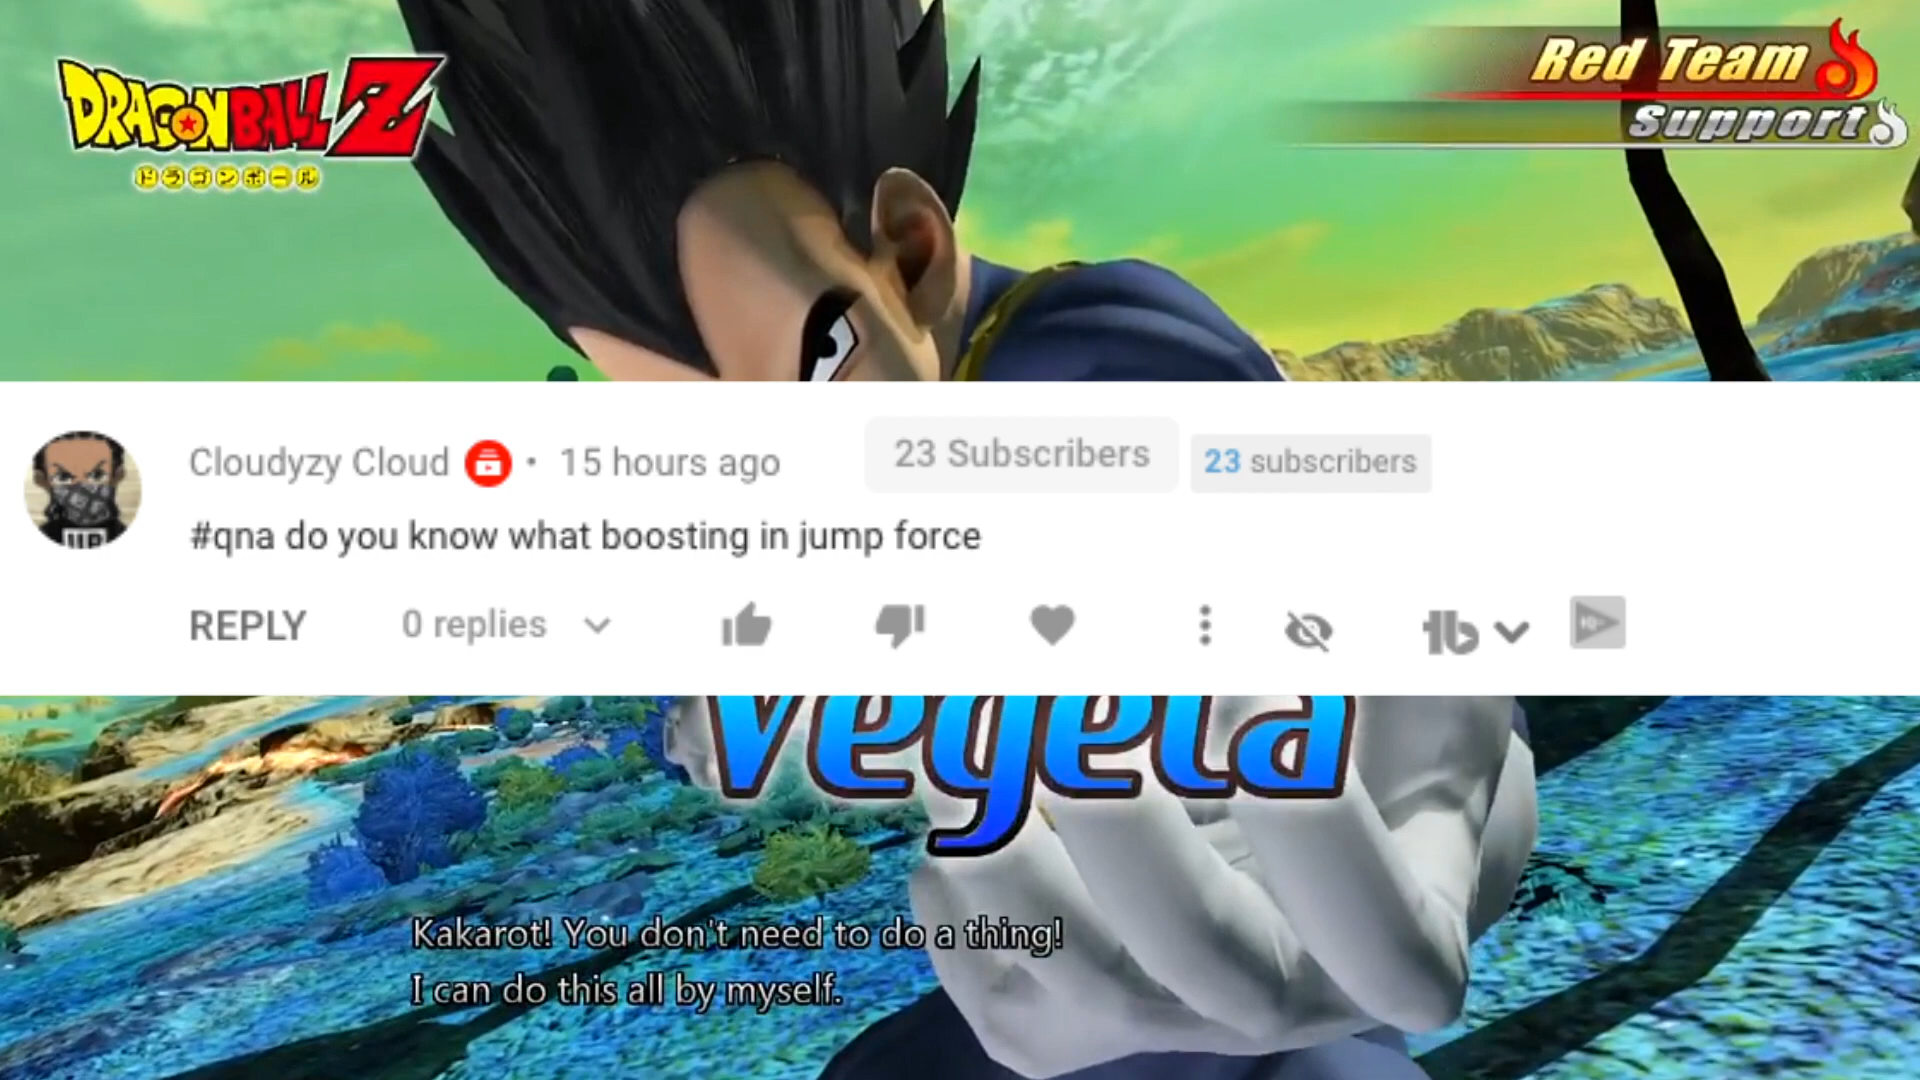 DRAGONBALL Z
ドラゴンボール
Red Team
Support
Cloudyzy Cloud • 15 hours ago 23 Subscribers 23 subscribers
#qna do you know what boosting in jump force
REPLY 0 replies
Vegeta
Kakarot! You don't need to do a thing!
I can do this all by myself.